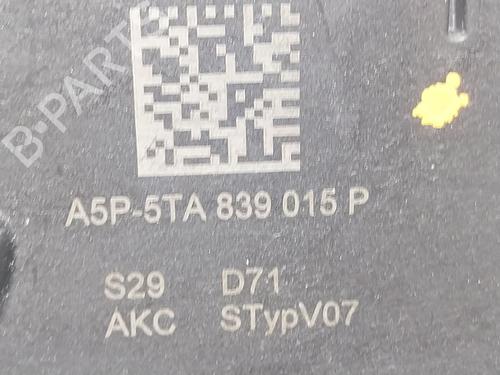 B-PARTS
A5P-5TA 839 015 P
S29 D71
AKC STypV07